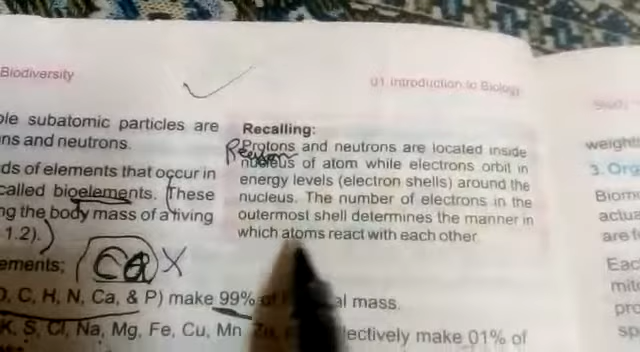 Biodiversity
01 Introduction to Biology
ble subatomic particles are
ns and neutrons.
ds of elements that occur in
called bioelements. These
ng the body mass of a living
1.2).
ements;
Ca X
O, C, H, N, Ca, & P) make 99% of
al mass.
K, S, Cl, Na, Mg, Fe, Cu, Mn
lectively make 01% of
Recalling:
Protons and neutrons are located inside
nucleus of atom while electrons orbit in
energy levels (electron shells) around the
nucleus. The number of electrons in the
outermost shell determines the manner in
which atoms react with each other
weight
3. Org
Biom
actua
are f
Eac
mit
pro
sp